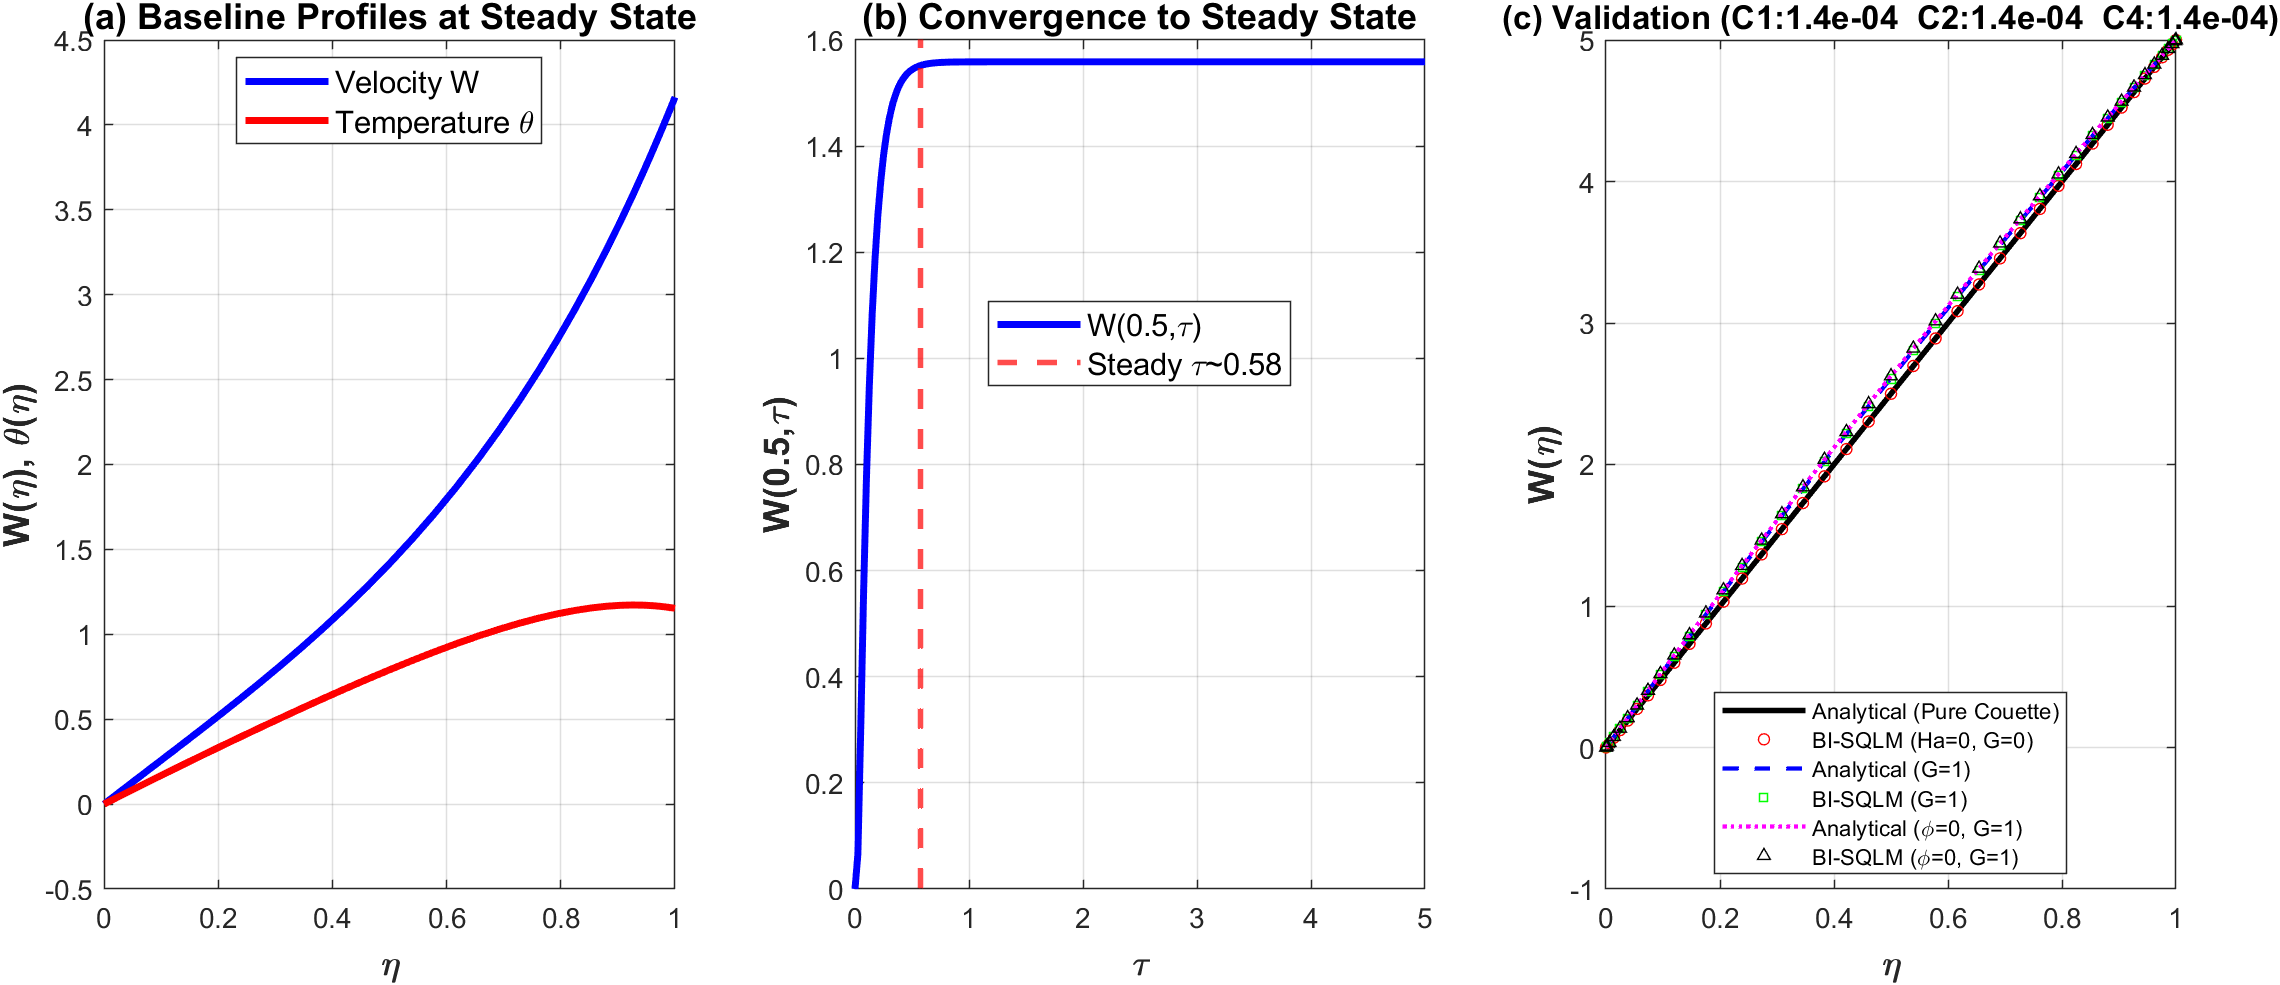 (a) Baseline Profiles at Steady State
4.5
4
3.5
3
2.5
2
1.5
1
0.5
0
-0.5
0 0.2 0.4 0.6 0.8 1
W(η), θ(η)
η
Velocity W
Temperature θ
(b) Convergence to Steady State
1.6
1.4
1.2
1
0.8
0.6
0.4
0.2
0
0 1 2 3 4 5
W(0.5,τ)
τ
W(0.5,τ)
Steady τ~0.58
(c) Validation (C1:1.4e-04 C2:1.4e-04 C4:1.4e-04)
5
4
3
2
1
0
-1
0 0.2 0.4 0.6 0.8 1
W(η)
η
Analytical (Pure Couette)
BI-SQLM (Ha=0, G=0)
Analytical (G=1)
BI-SQLM (G=1)
Analytical (ϕ=0, G=1)
BI-SQLM (ϕ=0, G=1)